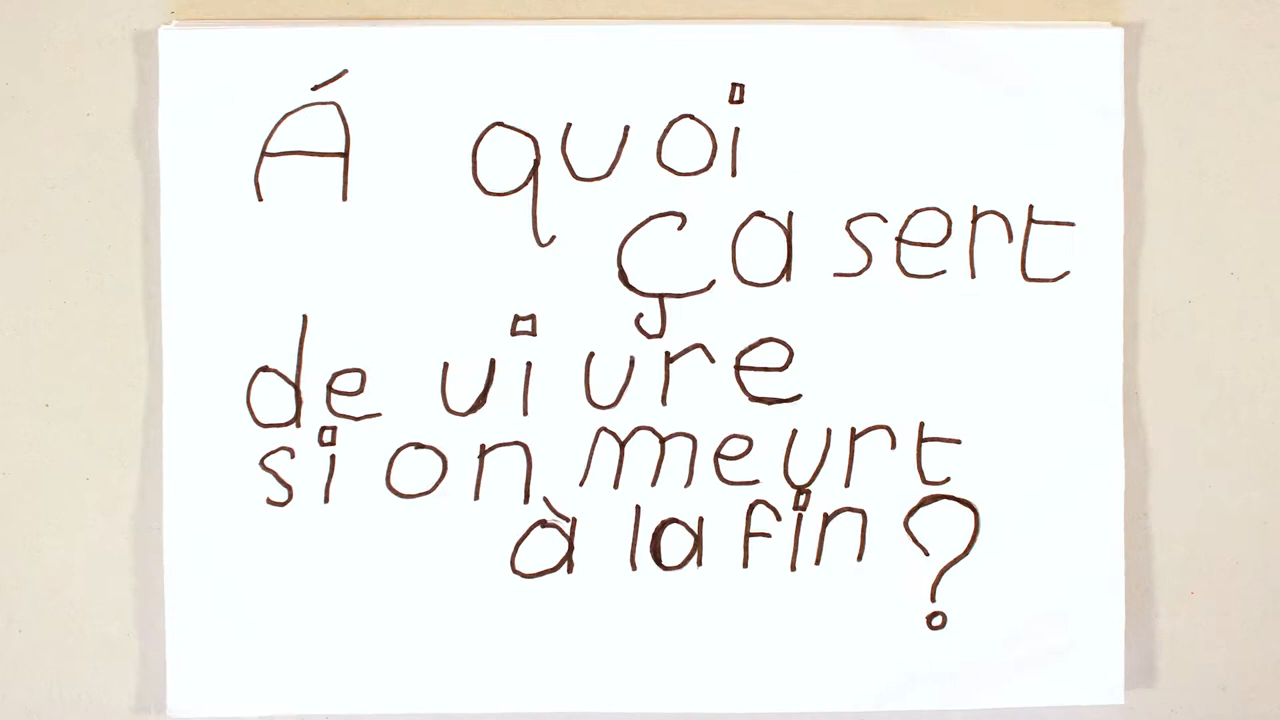 Á quoi
ça sert
de vivre
si on meurt
à la fin ?